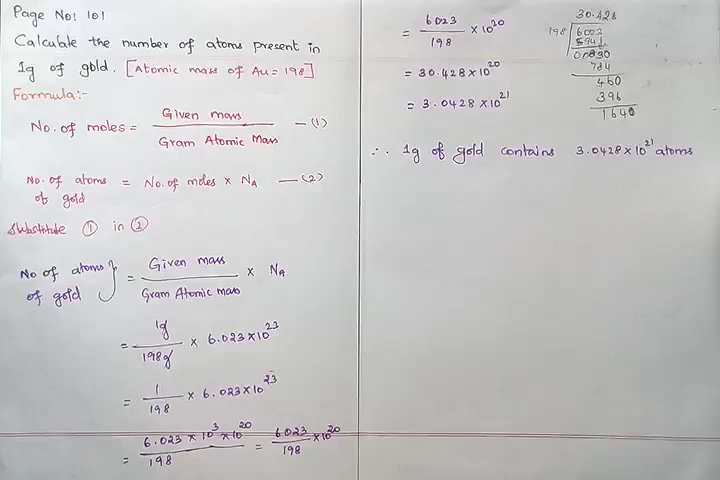 Page No: 101
Calculate the number of atoms present in
1g of gold. [Atomic mass of Au = 198]
Formula:-
No. of moles = Given mass / Gram Atomic Mass — (1)
No. of atoms of gold = No. of moles × NA — (2)
Substitute ① in ②
No of atoms of gold } = Given mass / Gram Atomic mass × NA
= 1g / 198g × 6.023×10^23
= 1 / 198 × 6.023×10^23
= 6.023 × 10^3 × 10^20 / 198 = 6023 / 198 × 10^20
= 6023 / 198 × 10^20
= 30.428 × 10^20
= 3.0428 × 10^21
30.428
198
5941
784
460
396
1640
∴ 1g of gold contains 3.0428 × 10^21 atoms